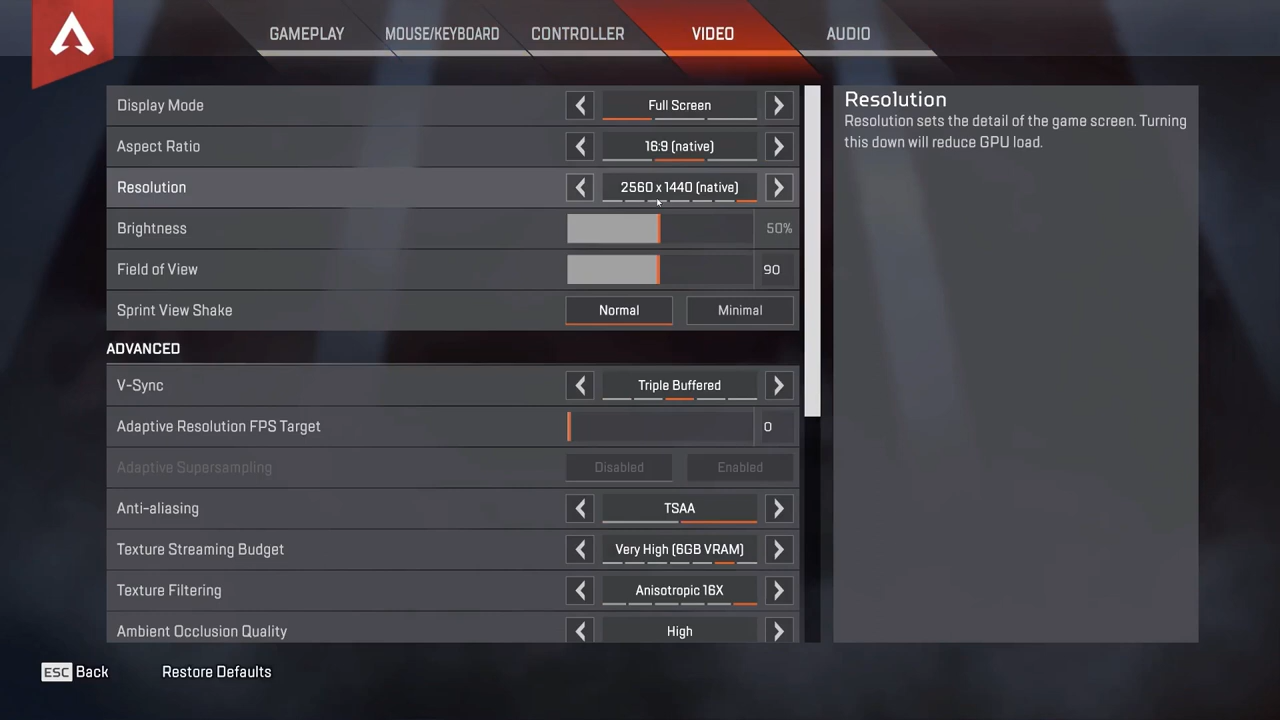 GAMEPLAY MOUSE/KEYBOARD CONTROLLER VIDEO AUDIO
Display Mode Full Screen
Aspect Ratio 16:9 (native)
Resolution 2560 x 1440 (native)
Brightness 50%
Field of View 90
Sprint View Shake Normal Minimal
ADVANCED
V-Sync Triple Buffered
Adaptive Resolution FPS Target 0
Adaptive Supersampling Disabled Enabled
Anti-aliasing TSAA
Texture Streaming Budget Very High (6GB VRAM)
Texture Filtering Anisotropic 16X
Ambient Occlusion Quality High
Resolution
Resolution sets the detail of the game screen. Turning
this down will reduce GPU load.
ESC Back Restore Defaults